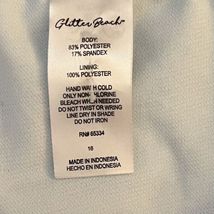 Glitter Beach
BODY:
83% POLYESTER
17% SPANDEX
LINING:
100% POLYESTER
HAND WASH COLD
ONLY NON-CHLORINE
BLEACH WHEN NEEDED
DO NOT TWIST OR WRING
LINE DRY IN SHADE
DO NOT IRON
RN# 65334
16
MADE IN INDONESIA
HECHO EN INDONESIA